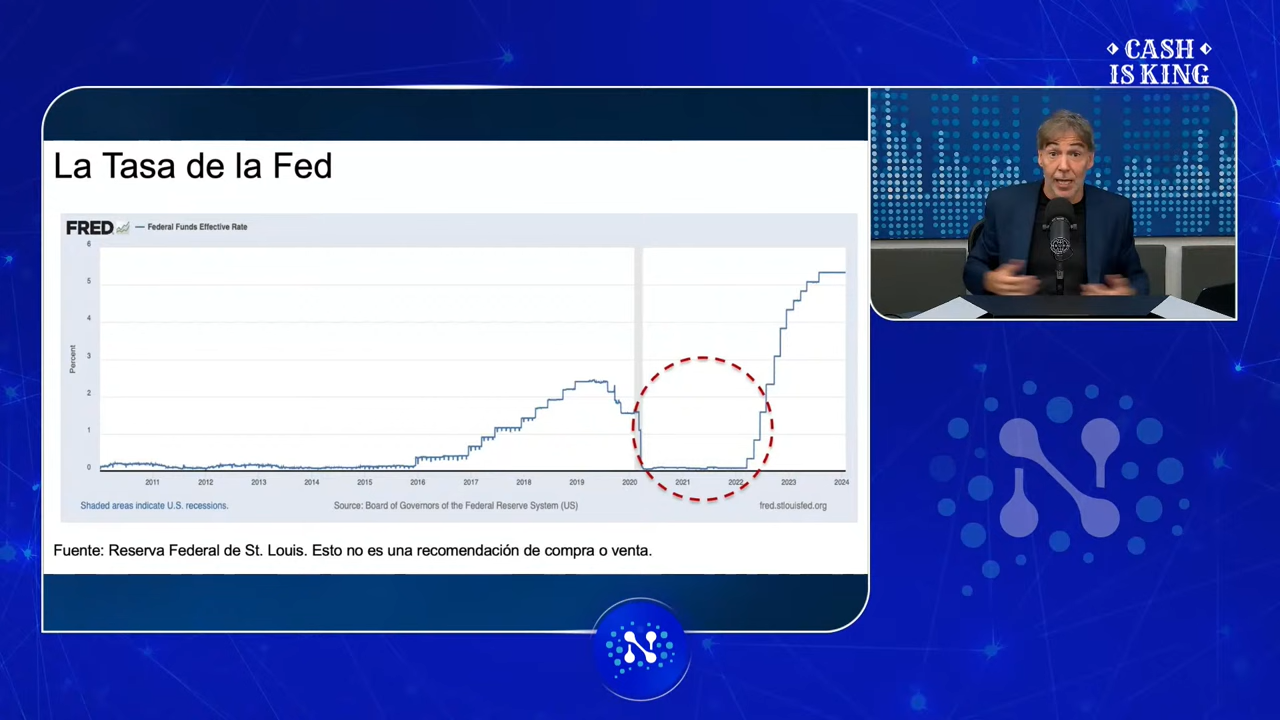 CASH
IS KING
La Tasa de la Fed
FRED
Federal Funds Effective Rate
6
5
4
3
2
1
0
Percent
2011
2012
2013
2014
2015
2016
2017
2018
2019
2020
2021
2022
2023
2024
Shaded areas indicate U.S. recessions.
Source: Board of Governors of the Federal Reserve System (US)
fred.stlouisfed.org
Fuente: Reserva Federal de St. Louis. Esto no es una recomendación de compra o venta.
N
N